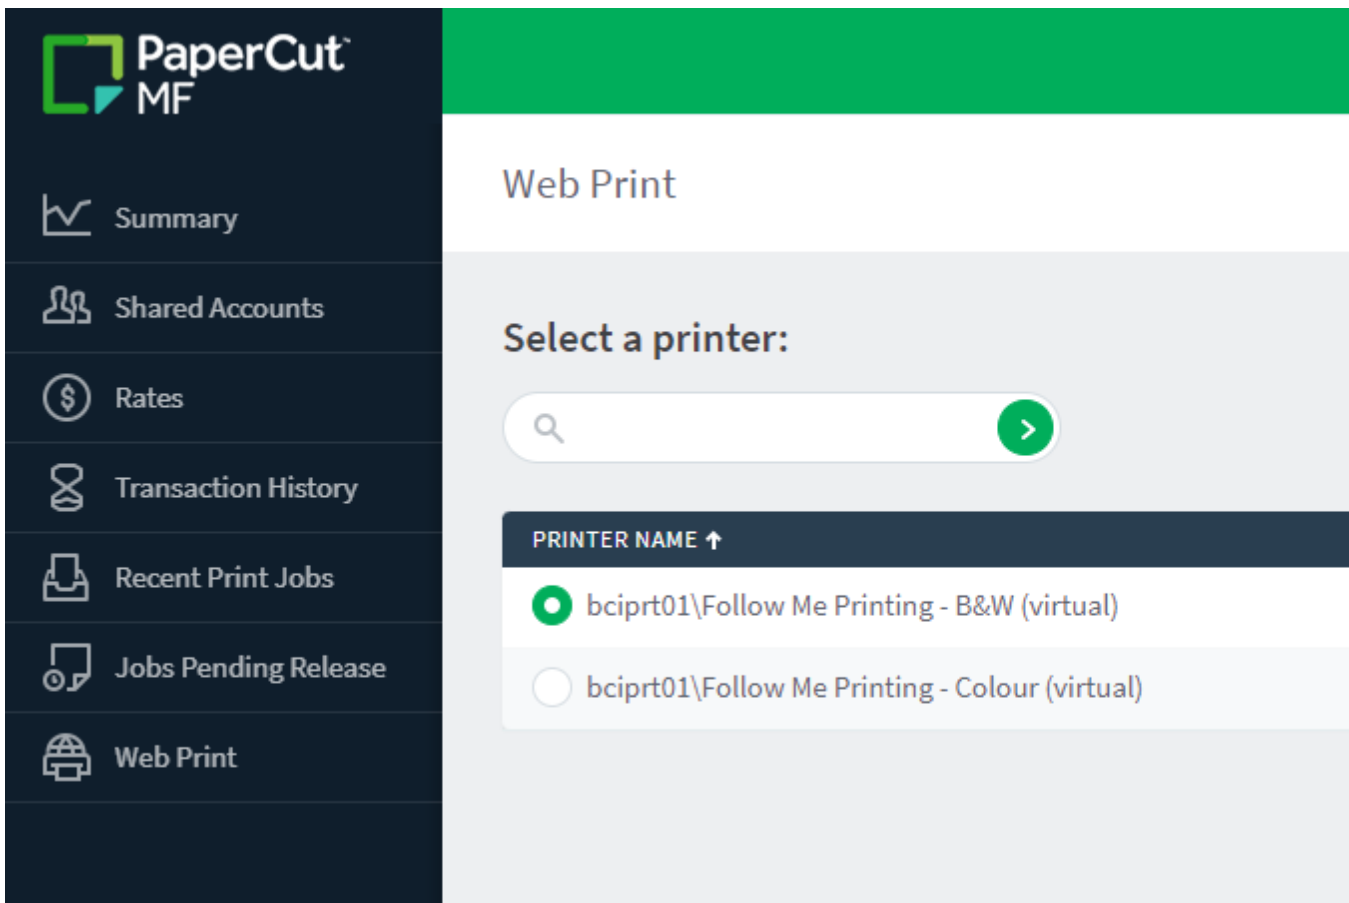 PaperCut™
MF
Summary
Shared Accounts
Rates
Transaction History
Recent Print Jobs
Jobs Pending Release
Web Print
Web Print
Select a printer:
PRINTER NAME ↑
bciprt01\Follow Me Printing - B&W (virtual)
bciprt01\Follow Me Printing - Colour (virtual)